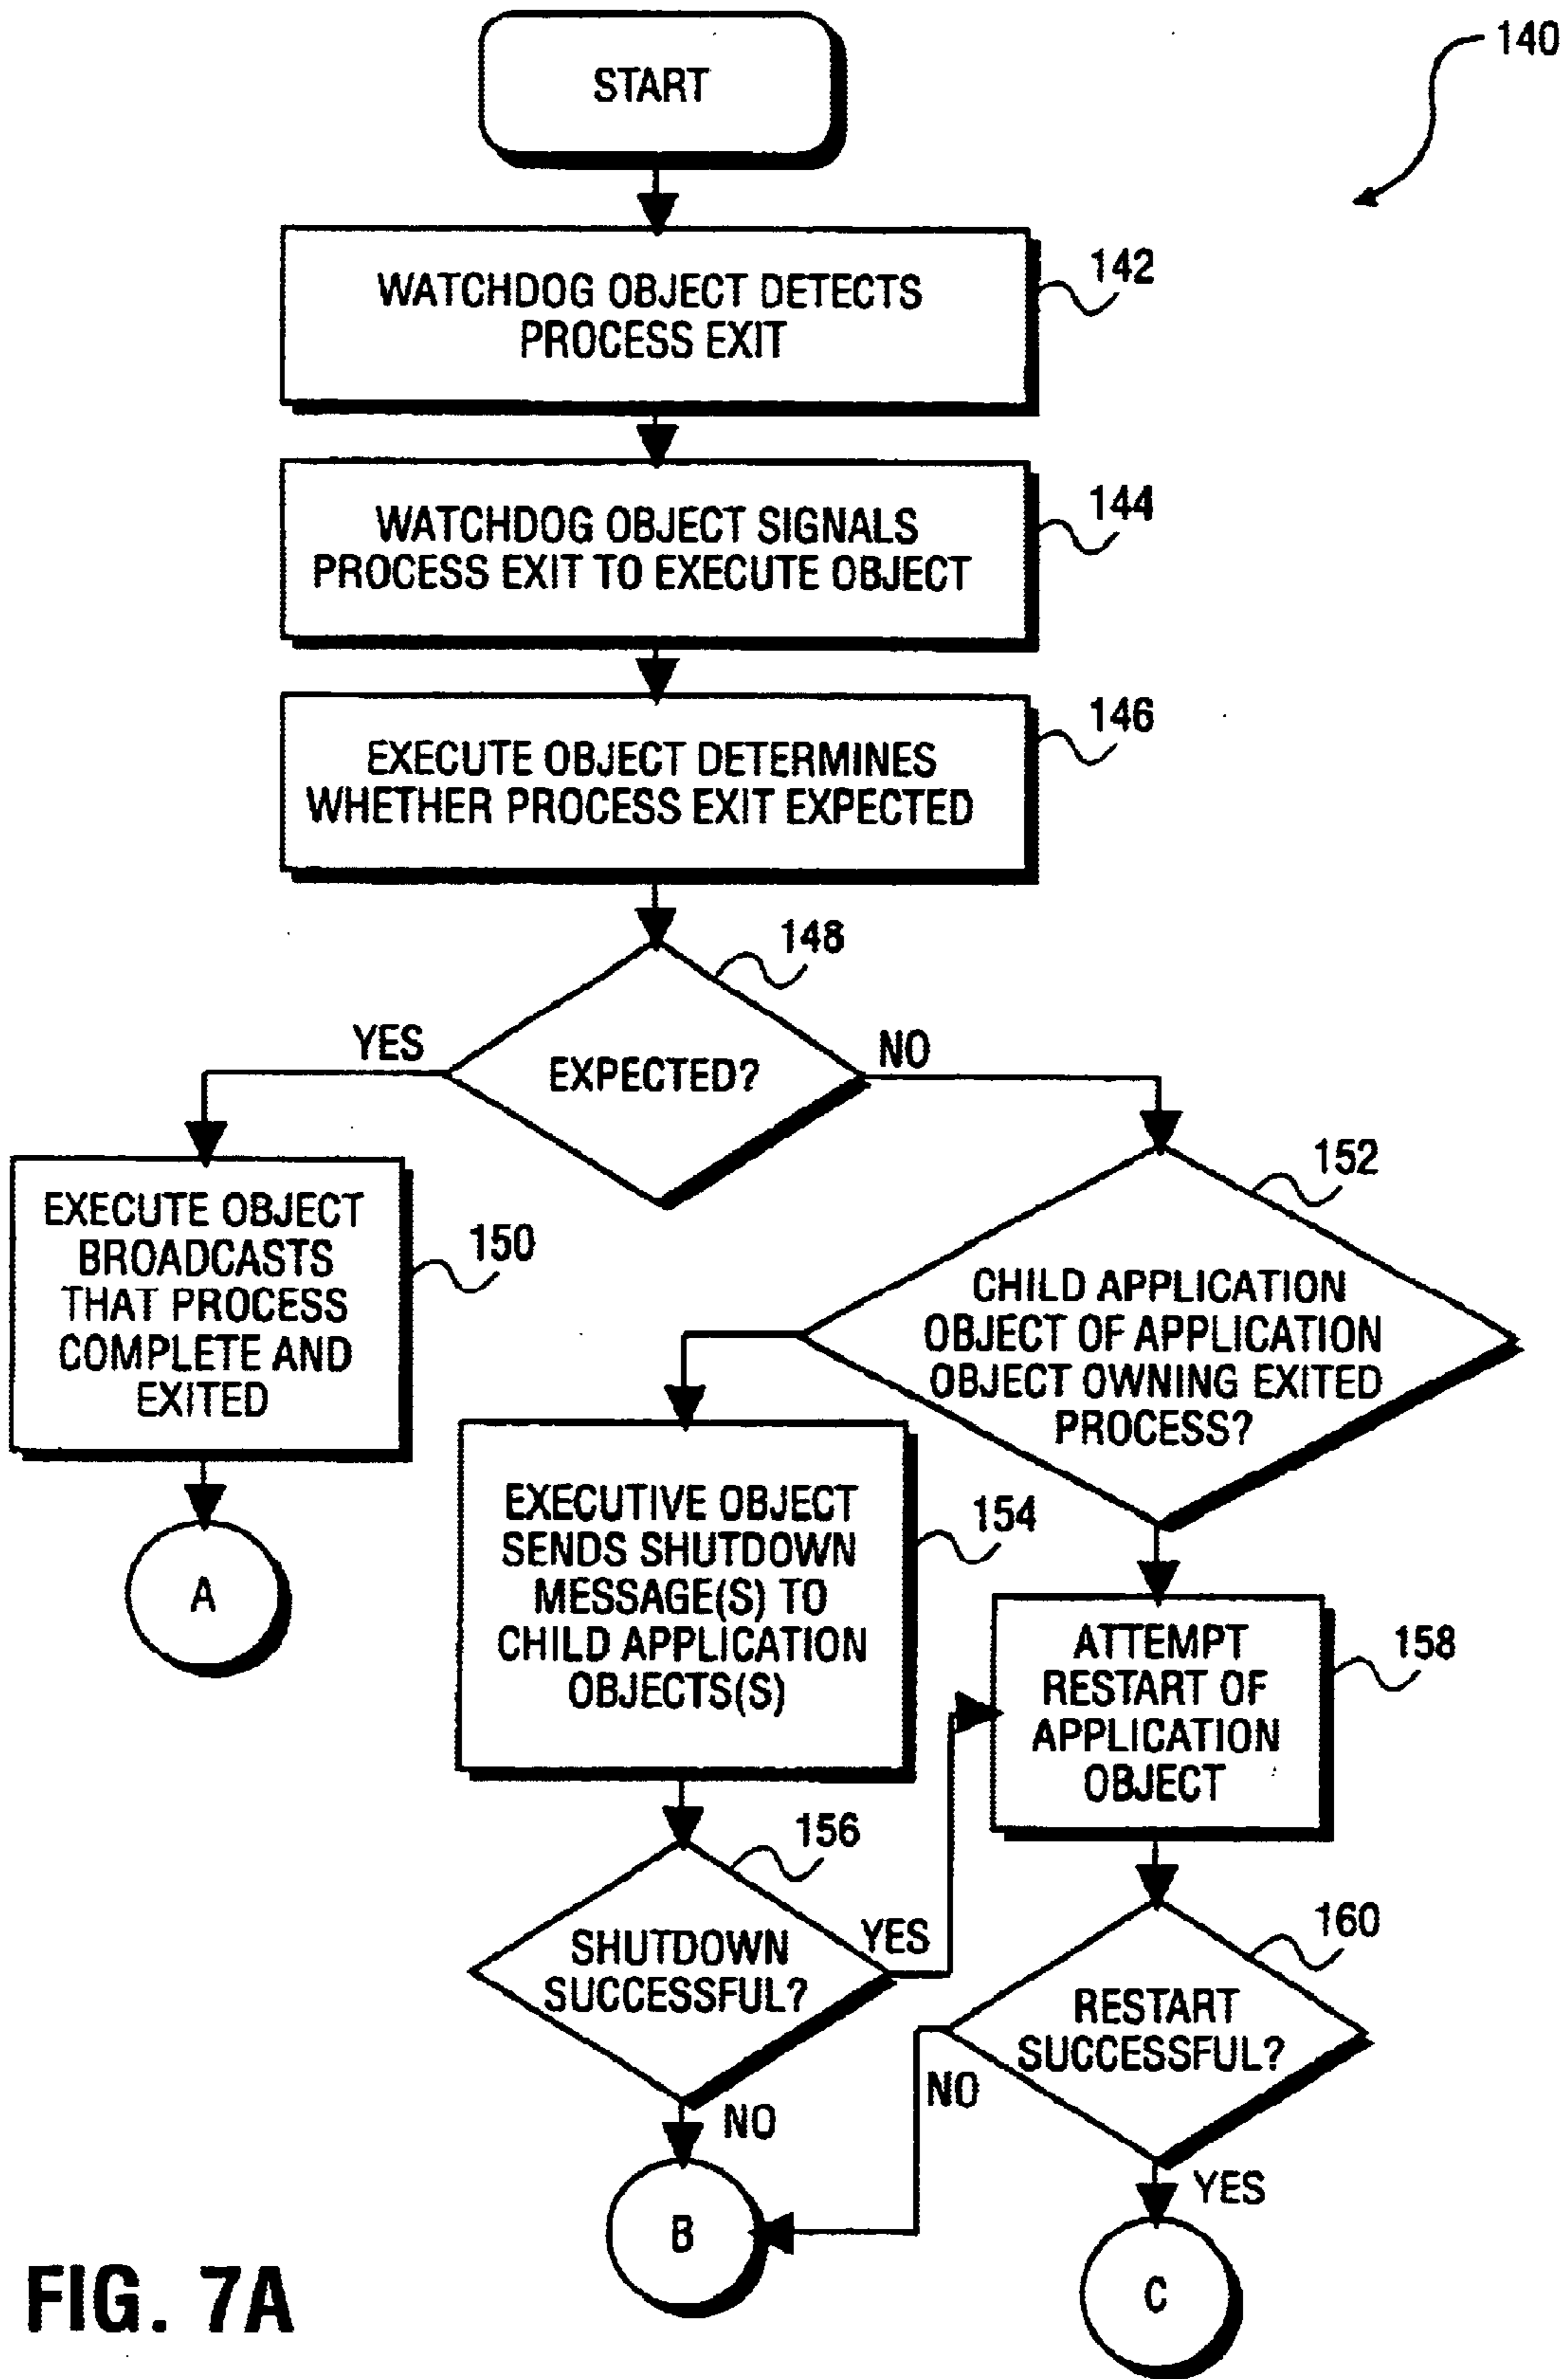 140
START
WATCHDOG OBJECT DETECTS
PROCESS EXIT
142
WATCHDOG OBJECT SIGNALS
PROCESS EXIT TO EXECUTE OBJECT
144
EXECUTE OBJECT DETERMINES
WHETHER PROCESS EXIT EXPECTED
146
148
EXPECTED?
YES
NO
EXECUTE OBJECT
BROADCASTS
THAT PROCESS
COMPLETE AND
EXITED
150
A
152
CHILD APPLICATION
OBJECT OF APPLICATION
OBJECT OWNING EXITED
PROCESS?
EXECUTIVE OBJECT
SENDS SHUTDOWN
MESSAGE(S) TO
CHILD APPLICATION
OBJECTS(S)
154
ATTEMPT
RESTART OF
APPLICATION
OBJECT
158
156
SHUTDOWN
SUCCESSFUL?
YES
NO
160
RESTART
SUCCESSFUL?
NO
YES
B
C
FIG. 7A